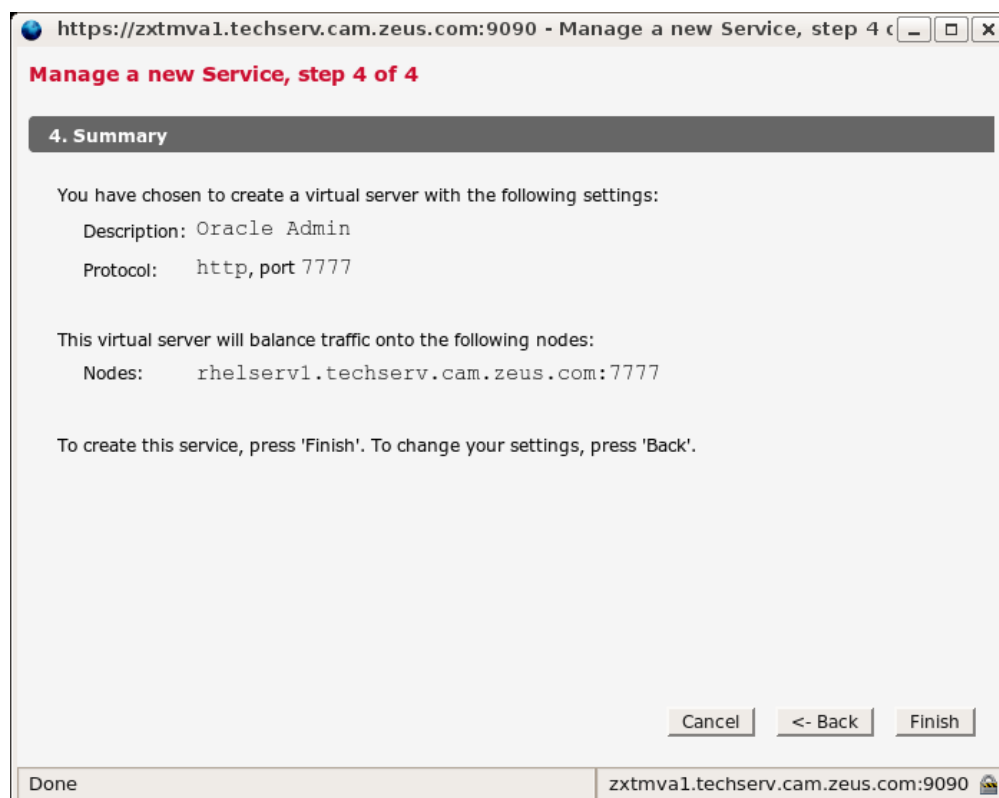 https://zxtmva1.techserv.cam.zeus.com:9090 - Manage a new Service, step 4 o
Manage a new Service, step 4 of 4
4. Summary
You have chosen to create a virtual server with the following settings:
Description: Oracle Admin
Protocol: http, port 7777
This virtual server will balance traffic onto the following nodes:
Nodes: rhelserv1.techserv.cam.zeus.com:7777
To create this service, press 'Finish'. To change your settings, press 'Back'.
Cancel <- Back Finish
Done zxtmva1.techserv.cam.zeus.com:9090